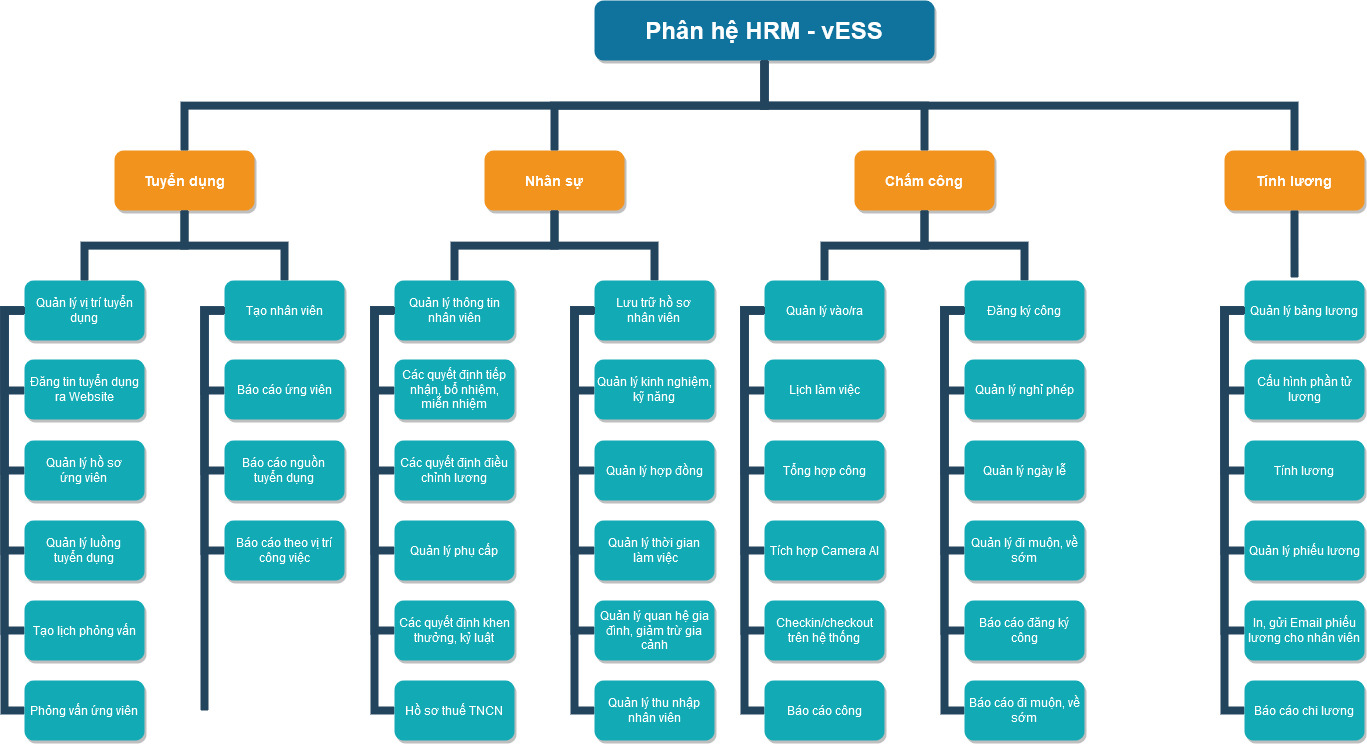 Phân hệ HRM - vESS
Tuyển dụng
Nhân sự
Chấm công
Tính lương
Quản lý vị trí tuyển
dụng
Đăng tin tuyển dụng
ra Website
Quản lý hồ sơ
ứng viên
Quản lý luồng
tuyển dụng
Tạo lịch phỏng vấn
Phỏng vấn ứng viên
Tạo nhân viên
Báo cáo ứng viên
Báo cáo nguồn
tuyển dụng
Báo cáo theo vị trí
công việc
Quản lý thông tin
nhân viên
Các quyết định tiếp
nhận, bổ nhiệm,
miễn nhiệm
Các quyết định điều
chỉnh lương
Quản lý phụ cấp
Các quyết định khen
thưởng, kỷ luật
Hồ sơ thuế TNCN
Lưu trữ hồ sơ
nhân viên
Quản lý kinh nghiệm,
kỹ năng
Quản lý hợp đồng
Quản lý thời gian
làm việc
Quản lý quan hệ gia
đình, giảm trừ gia
cảnh
Quản lý thu nhập
nhân viên
Quản lý vào/ra
Lịch làm việc
Tổng hợp công
Tích hợp Camera AI
Checkin/checkout
trên hệ thống
Báo cáo công
Đăng ký công
Quản lý nghỉ phép
Quản lý ngày lễ
Quản lý đi muộn, về
sớm
Báo cáo đăng ký
công
Báo cáo đi muộn, về
sớm
Quản lý bảng lương
Cấu hình phần tử
lương
Tính lương
Quản lý phiếu lương
In, gửi Email phiếu
lương cho nhân viên
Báo cáo chi lương